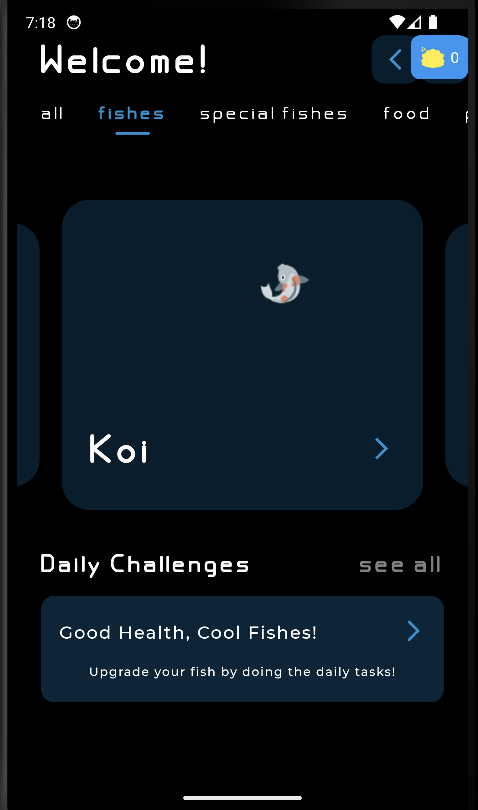 7:18
Welcome!
0
all fishes special fishes food
Koi
Daily Challenges see all
Good Health, Cool Fishes!
Upgrade your fish by doing the daily tasks!